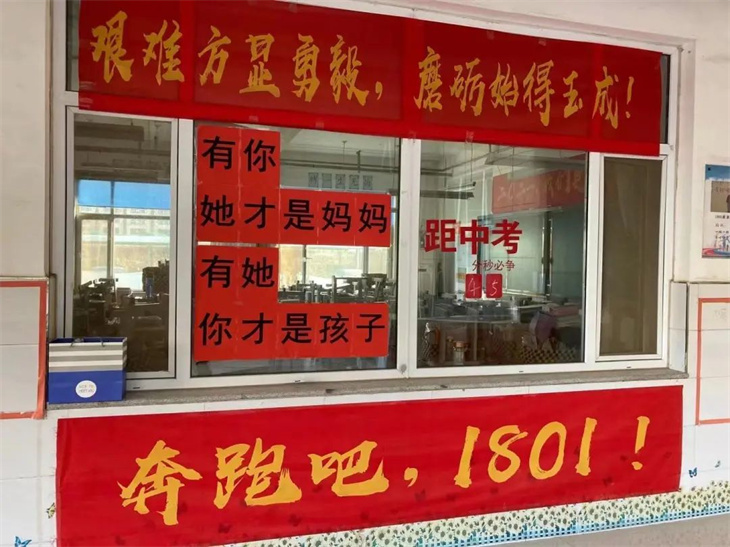 艰难方显勇毅，磨砺始得玉成！
有你
她才是妈妈
有她
你才是孩子
距中考
分秒必争
45
奔跑吧，1801！